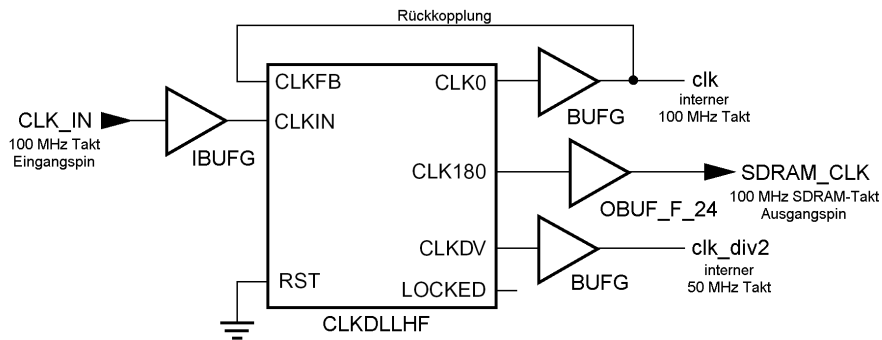 Rückkopplung
CLKFB
CLK0
clk
interner
100 MHz Takt
BUFG
CLK_IN
100 MHz Takt
Eingangspin
IBUFG
CLKIN
CLK180
SDRAM_CLK
100 MHz SDRAM-Takt
Ausgangspin
OBUF_F_24
CLKDV
clk_div2
interner
50 MHz Takt
BUFG
RST
LOCKED
CLKDLLHF